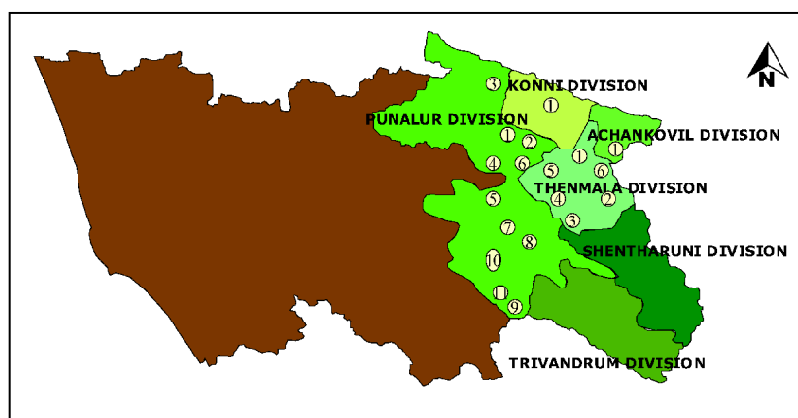 3
KONNI DIVISION
1
N
PUNALUR DIVISION
1
2
ACHANKOVIL DIVISION
1
1
4
6
5
6
THENMALA DIVISION
5
4
2
3
7
8
SHENTHARUNI DIVISION
10
11
9
TRIVANDRUM DIVISION